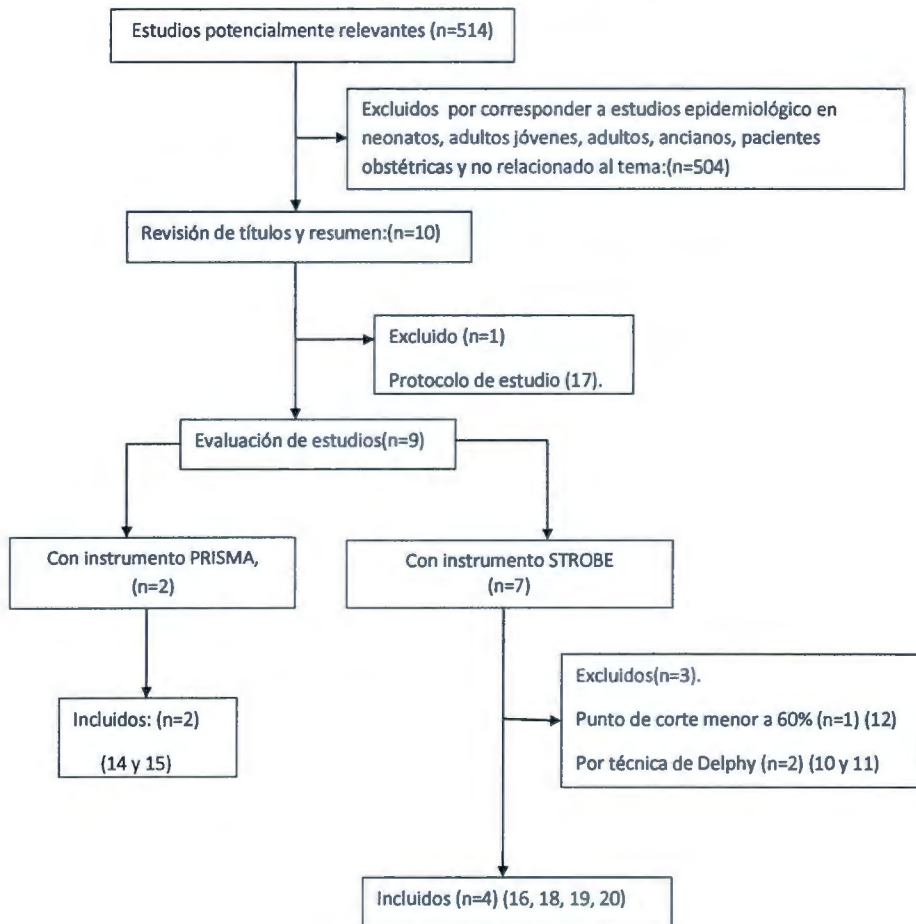 Estudios potencialmente relevantes (n=514)
Excluidos por corresponder a estudios epidemiológico en
neonatos, adultos jóvenes, adultos, ancianos, pacientes
obstétricas y no relacionado al tema:(n=504)
Revisión de títulos y resumen:(n=10)
Excluido (n=1)
Protocolo de estudio (17).
Evaluación de estudios(n=9)
Con instrumento PRISMA,
(n=2)
Con instrumento STROBE
(n=7)
Excluidos(n=3).
Punto de corte menor a 60% (n=1) (12)
Por técnica de Delphy (n=2) (10 y 11)
Incluidos: (n=2)
(14 y 15)
Incluidos (n=4) (16, 18, 19, 20)